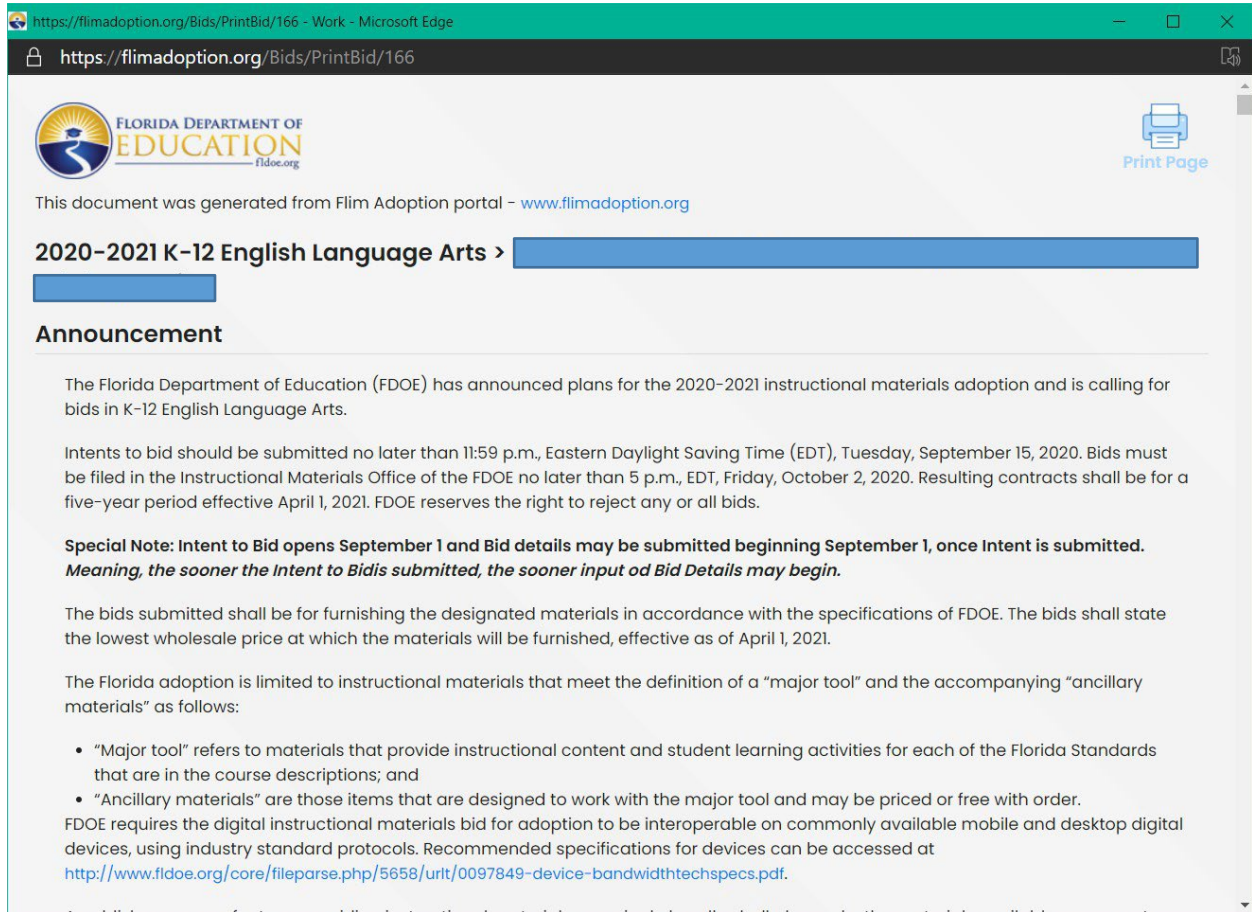 https://flimadoption.org/Bids/PrintBid/166 - Work - Microsoft Edge
https://flimadoption.org/Bids/PrintBid/166
FLORIDA DEPARTMENT OF
EDUCATION
fldoe.org
Print Page
This document was generated from Flim Adoption portal - www.flimadoption.org
2020-2021 K-12 English Language Arts >
Announcement
The Florida Department of Education (FDOE) has announced plans for the 2020-2021 instructional materials adoption and is calling for
bids in K-12 English Language Arts.
Intents to bid should be submitted no later than 11:59 p.m., Eastern Daylight Saving Time (EDT), Tuesday, September 15, 2020. Bids must
be filed in the Instructional Materials Office of the FDOE no later than 5 p.m., EDT, Friday, October 2, 2020. Resulting contracts shall be for a
five-year period effective April 1, 2021. FDOE reserves the right to reject any or all bids.
Special Note: Intent to Bid opens September 1 and Bid details may be submitted beginning September 1, once Intent is submitted.
Meaning, the sooner the Intent to Bidis submitted, the sooner input od Bid Details may begin.
The bids submitted shall be for furnishing the designated materials in accordance with the specifications of FDOE. The bids shall state
the lowest wholesale price at which the materials will be furnished, effective as of April 1, 2021.
The Florida adoption is limited to instructional materials that meet the definition of a “major tool” and the accompanying “ancillary
materials” as follows:
• “Major tool” refers to materials that provide instructional content and student learning activities for each of the Florida Standards
that are in the course descriptions; and
• “Ancillary materials” are those items that are designed to work with the major tool and may be priced or free with order.
FDOE requires the digital instructional materials bid for adoption to be interoperable on commonly available mobile and desktop digital
devices, using industry standard protocols. Recommended specifications for devices can be accessed at
http://www.fldoe.org/core/fileparse.php/5658/urlt/0097849-device-bandwidthtechspecs.pdf.